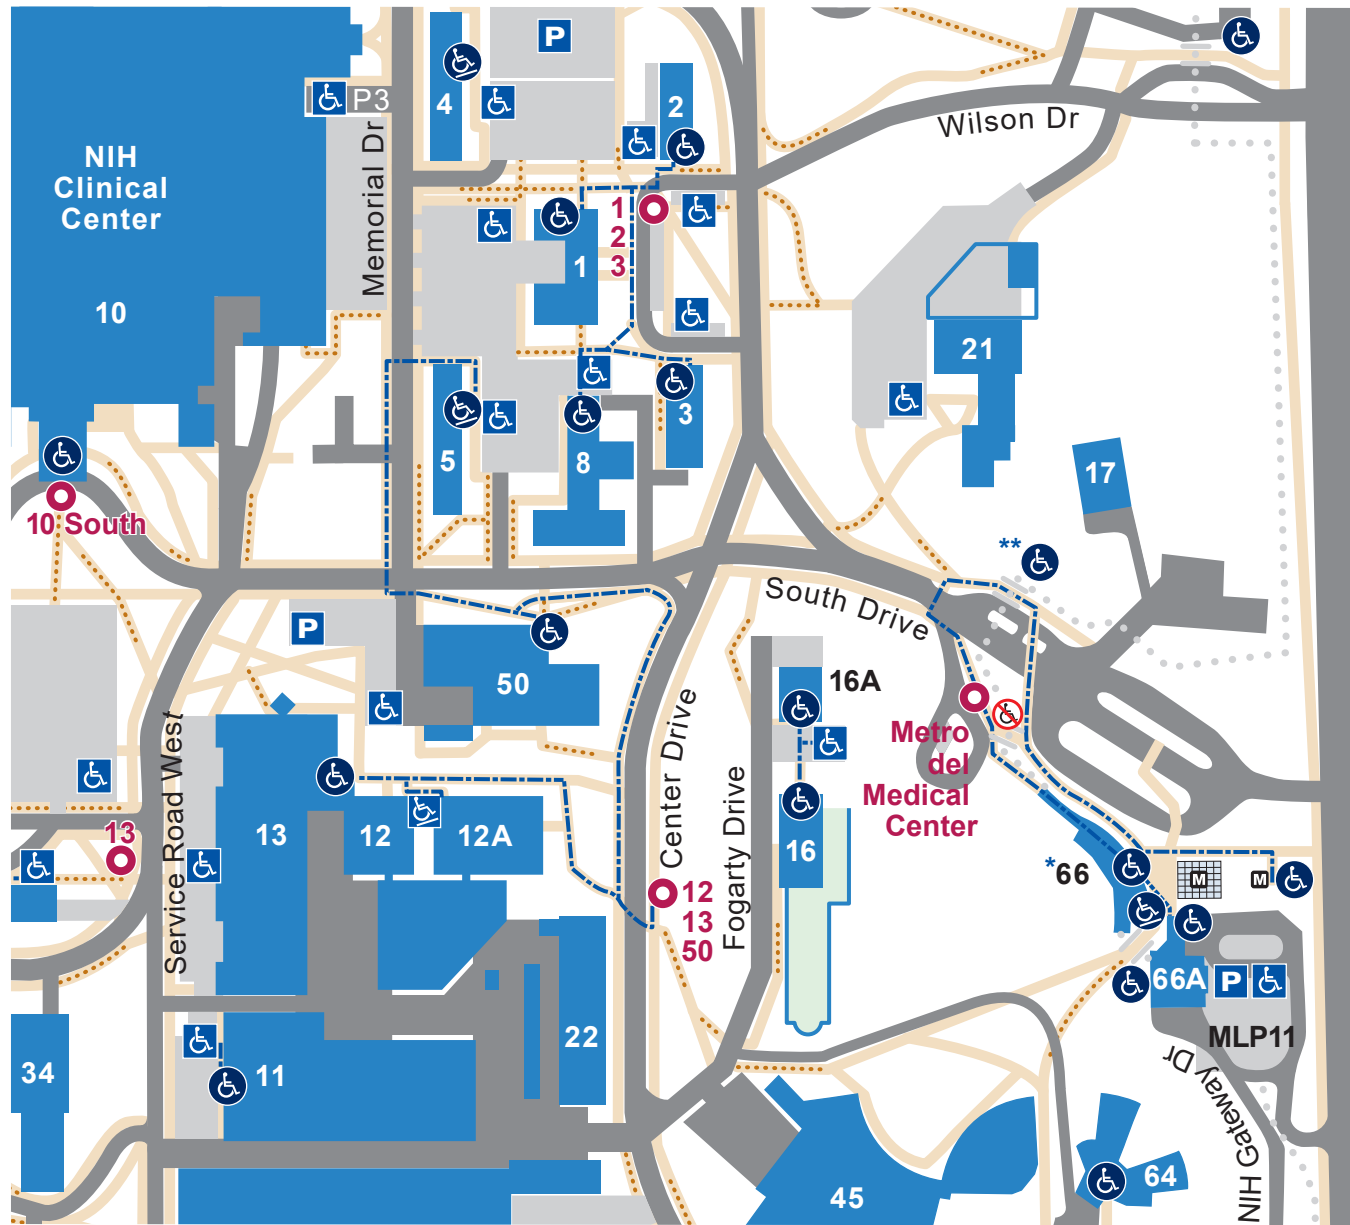 P
P3
4
2
Wilson Dr
NIH
Clinical
Center
Memorial Dr
1
2
3
1
10
21
3
5
8
17
10 South
**
South Drive
P
50
16A
Metro
del
Medical
Center
Center Drive
Service Road West
Fogarty Drive
13
13
12
12A
16
*66
M
M
12
13
50
66A
P
22
MLP11
34
11
NIH Gateway Dr
45
64